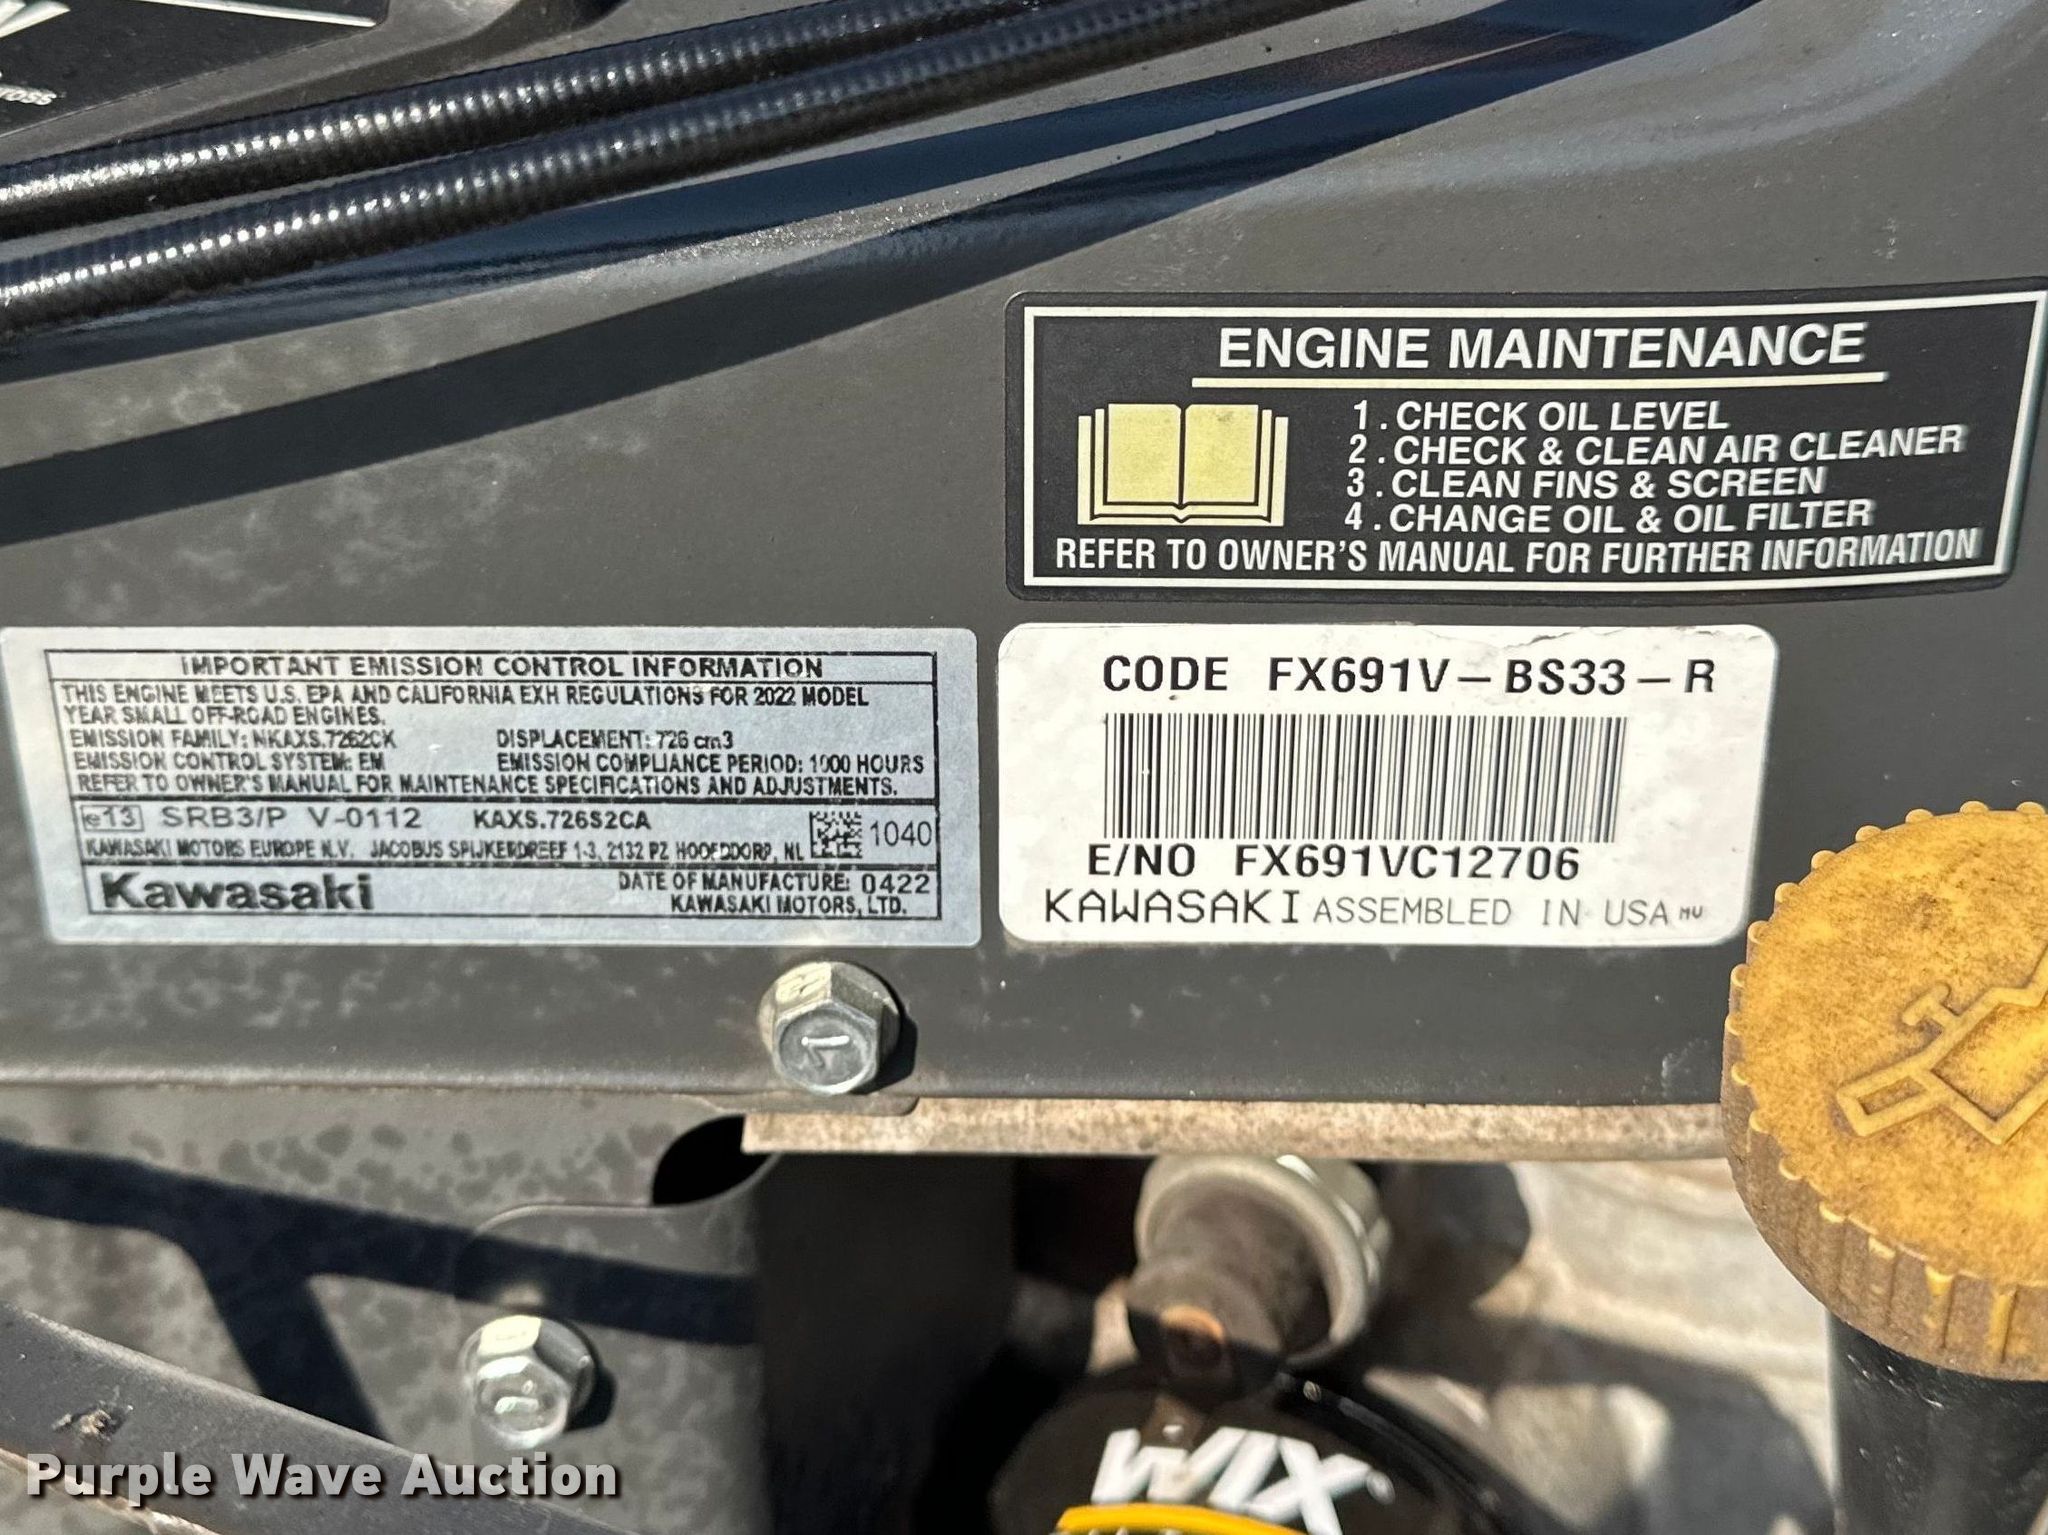 ross
ENGINE MAINTENANCE
1. CHECK OIL LEVEL
2. CHECK & CLEAN AIR CLEANER
3. CLEAN FINS & SCREEN
4. CHANGE OIL & OIL FILTER
REFER TO OWNER'S MANUAL FOR FURTHER INFORMATION
IMPORTANT EMISSION CONTROL INFORMATION
THIS ENGINE MEETS U.S. EPA AND CALIFORNIA EXH REGULATIONS FOR 2022 MODEL
YEAR SMALL OFF-ROAD ENGINES.
EMISSION FAMILY: NKAXS.7262CK DISPLACEMENT: 726 cm3
EMISSION CONTROL SYSTEM: EM EMISSION COMPLIANCE PERIOD: 1000 HOURS
REFER TO OWNER'S MANUAL FOR MAINTENANCE SPECIFICATIONS AND ADJUSTMENTS.
e13 SRB3/P V-0112 KAXS.726S2CA 1040
KAWASAKI MOTORS EUROPE N.V. JACOBUS SPIJKERDREEF 1-3, 2132 PZ HOOFDDORP, NL
Kawasaki DATE OF MANUFACTURE: 0422
KAWASAKI MOTORS, LTD.
CODE FX691V-BS33-R
E/NO FX691VC12706
KAWASAKI ASSEMBLED IN USA MU
WIX
Purple Wave Auction